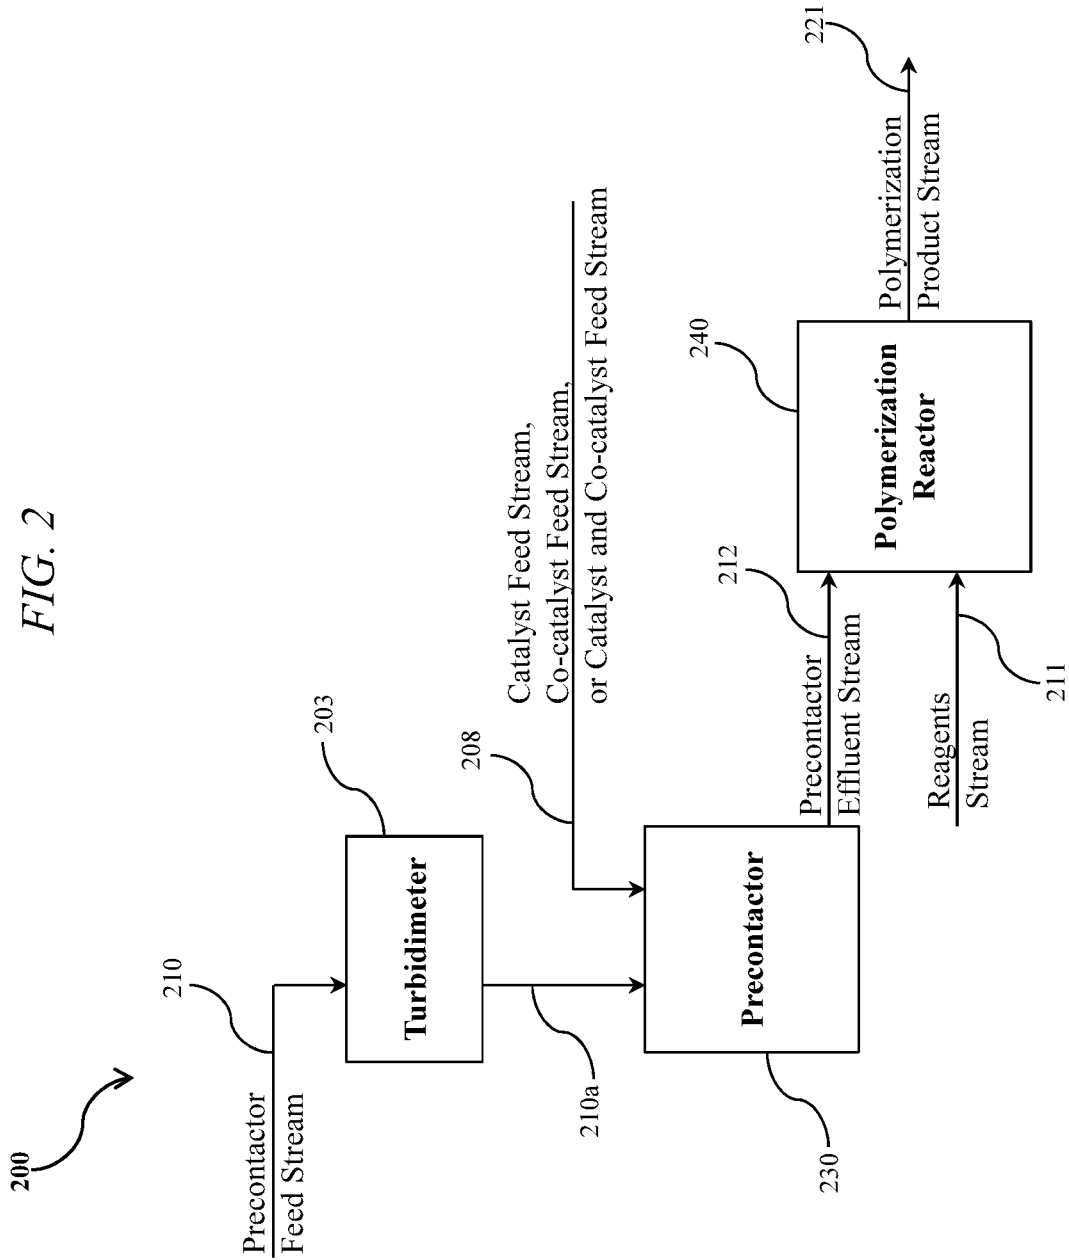 FIG. 2
200
210
Precontactor
Feed Stream
203
Turbidimeter
210a
208
Catalyst Feed Stream,
Co-catalyst Feed Stream,
or Catalyst and Co-catalyst Feed Stream
Precontactor
230
212
Precontactor
Effluent Stream
Reagents
Stream
211
240
Polymerization
Reactor
221
Polymerization
Product Stream